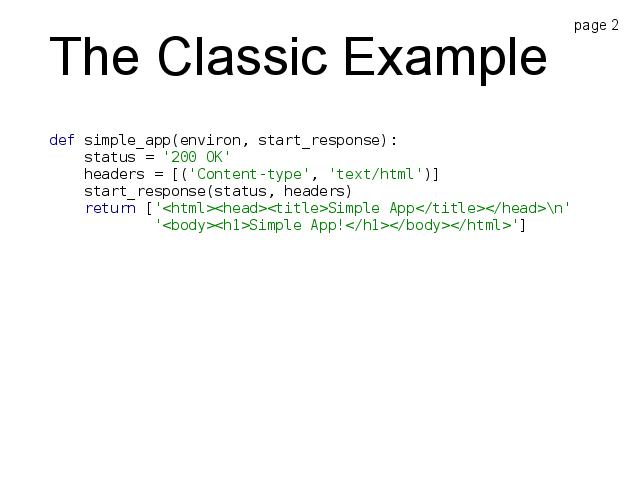 page 2
The Classic Example
def simple_app(environ, start_response):
    status = '200 OK'
    headers = [('Content-type', 'text/html')]
    start_response(status, headers)
    return ['<html><head><title>Simple App</title></head>\n'
            '<body><h1>Simple App!</h1></body></html>']